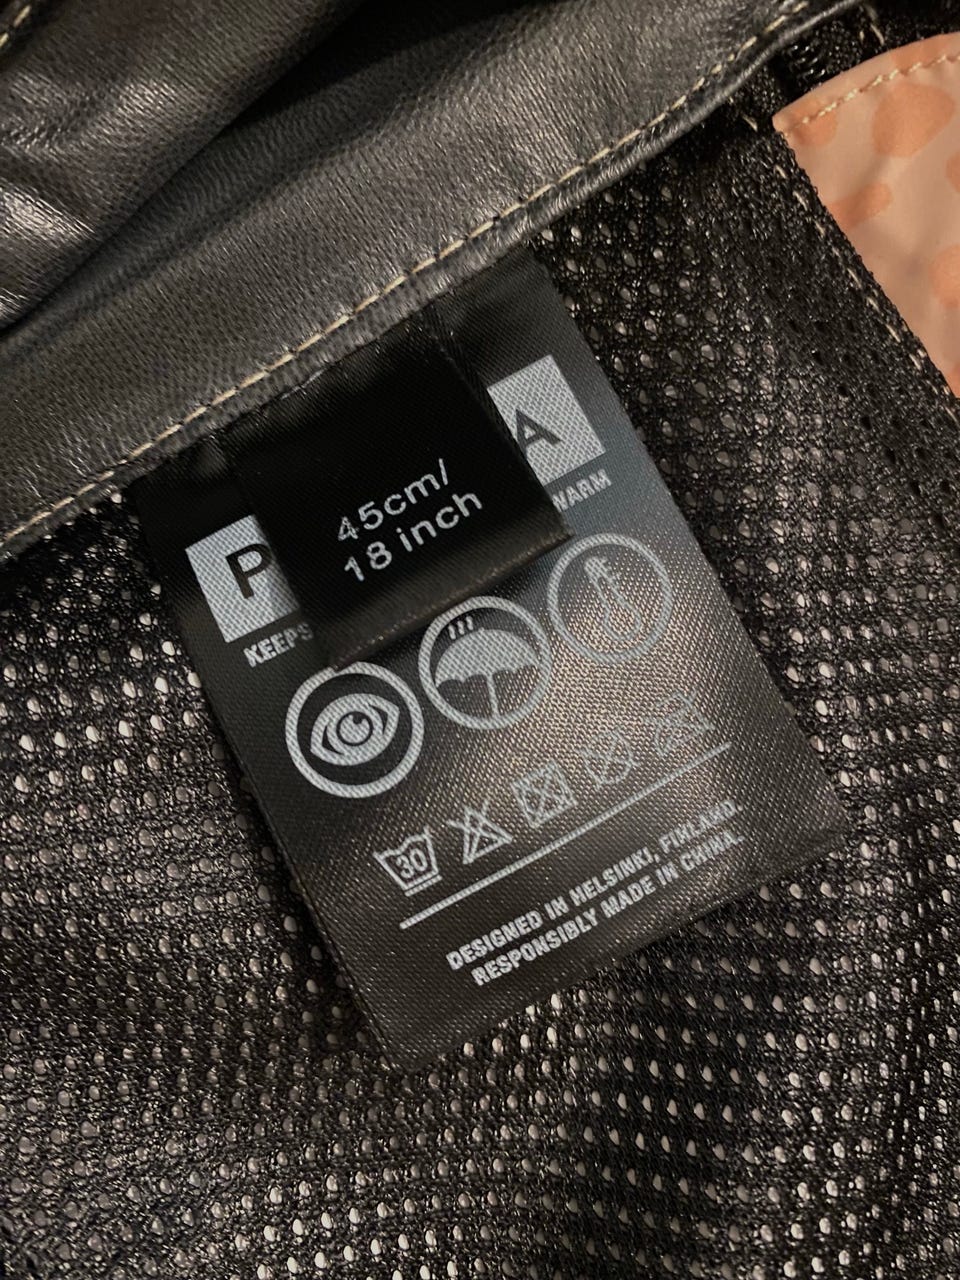 P A
KEEPS WARM
45cm/
18 inch
30
DESIGNED IN HELSINKI, FINLAND.
RESPONSIBLY MADE IN CHINA.